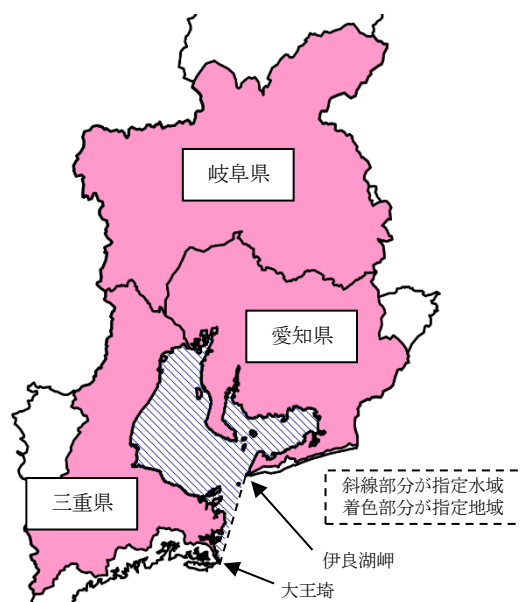 岐阜県
愛知県
三重県
斜線部分が指定水域
着色部分が指定地域
伊良湖岬
大王埼